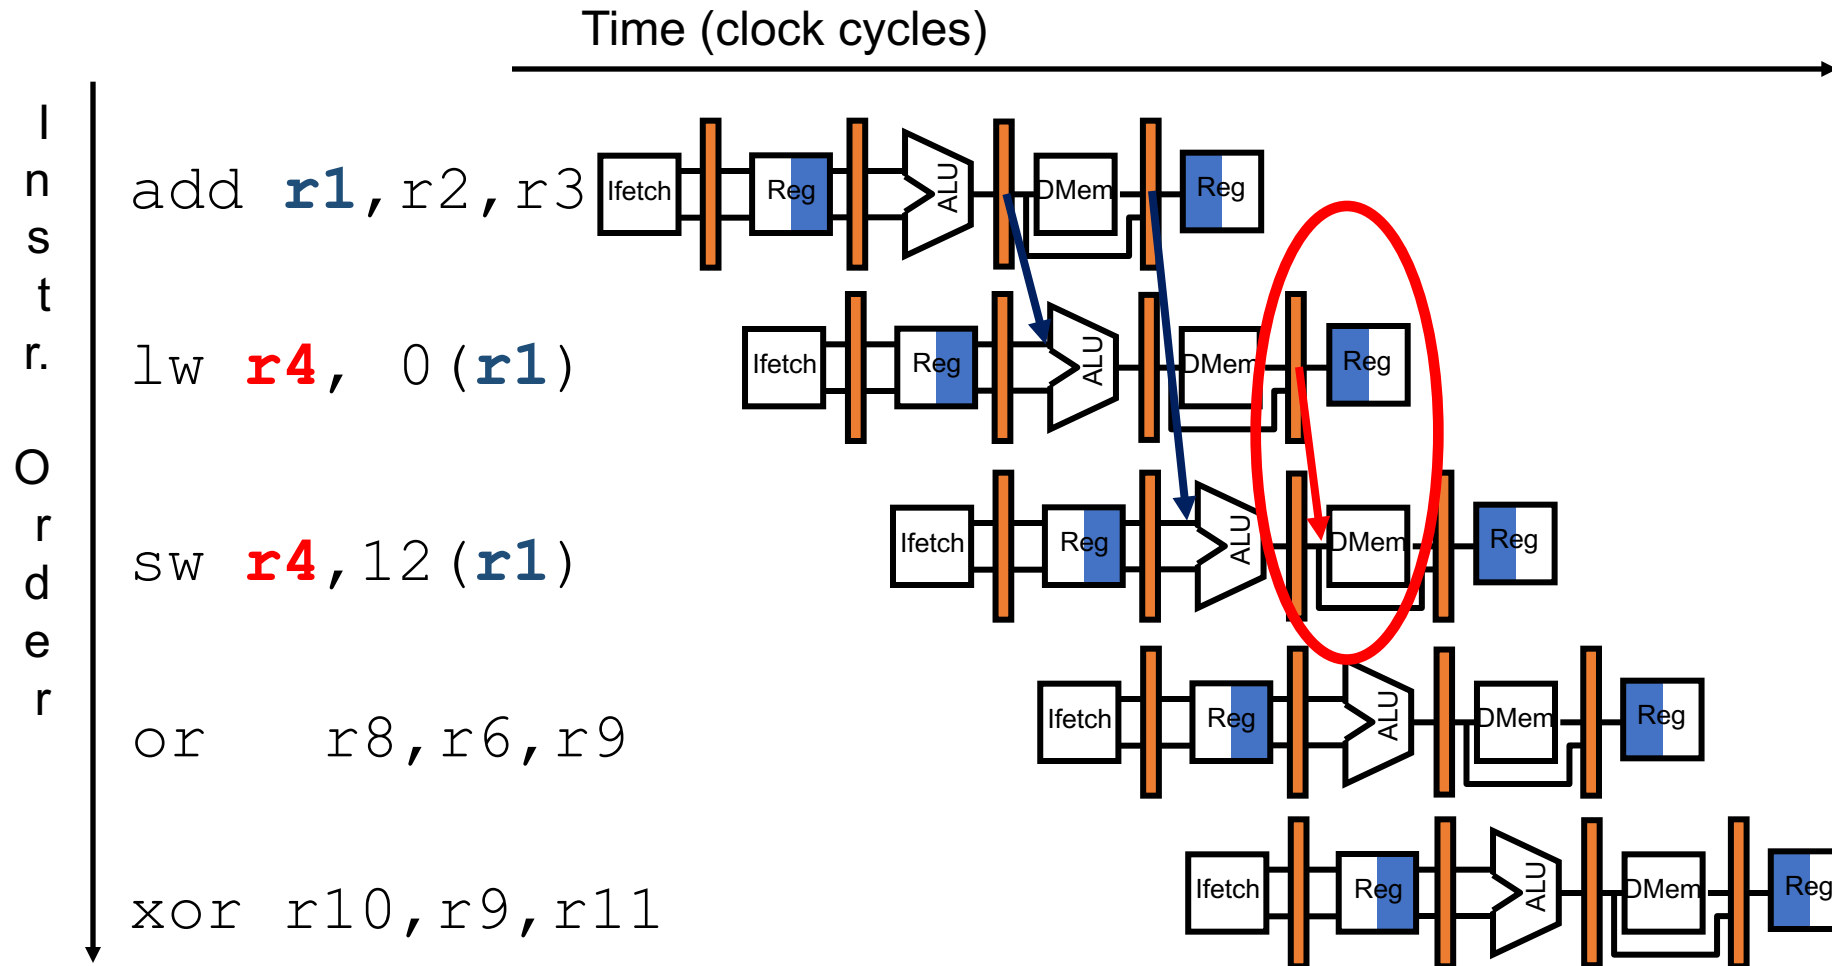 Time (clock cycles)
Instr. Order
add r1,r2,r3
Ifetch Reg ALU DMem Reg
lw r4, 0(r1)
Ifetch Reg ALU DMem Reg
sw r4,12(r1)
Ifetch Reg ALU DMem Reg
or r8,r6,r9
Ifetch Reg ALU DMem Reg
xor r10,r9,r11
Ifetch Reg ALU DMem Reg